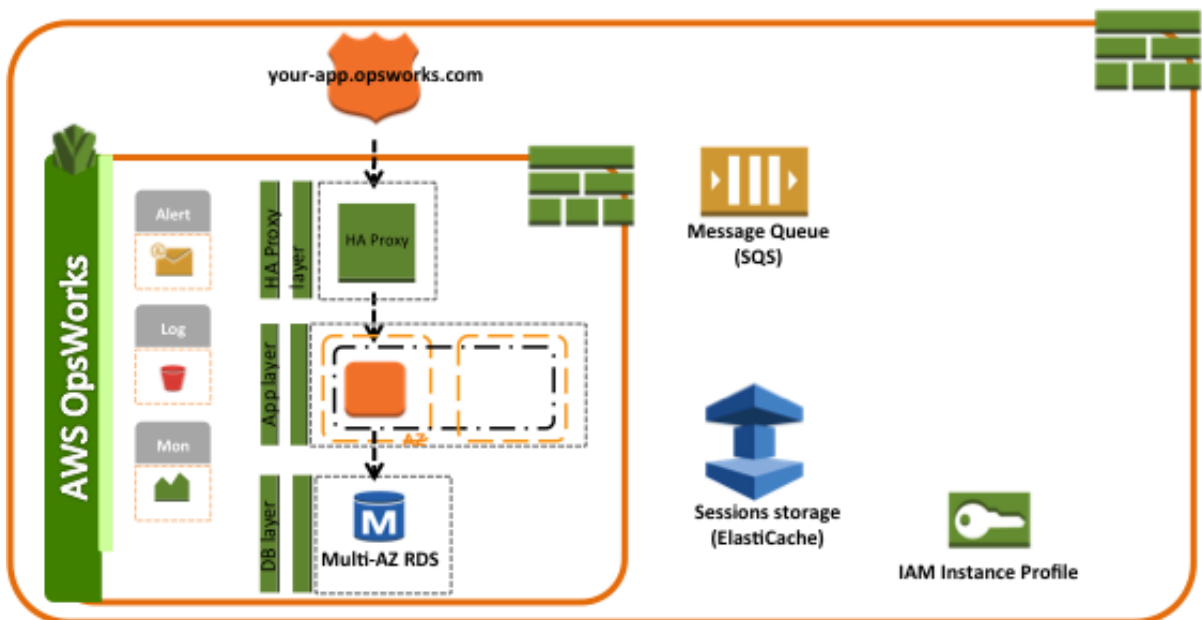 your-app.opsworks.com
AWS OpsWorks
Alert
Log
Mon
HA Proxy
layer
HA Proxy
App layer
AZ
DB layer
M
Multi-AZ RDS
Message Queue
(SQS)
Sessions storage
(ElastiCache)
IAM Instance Profile